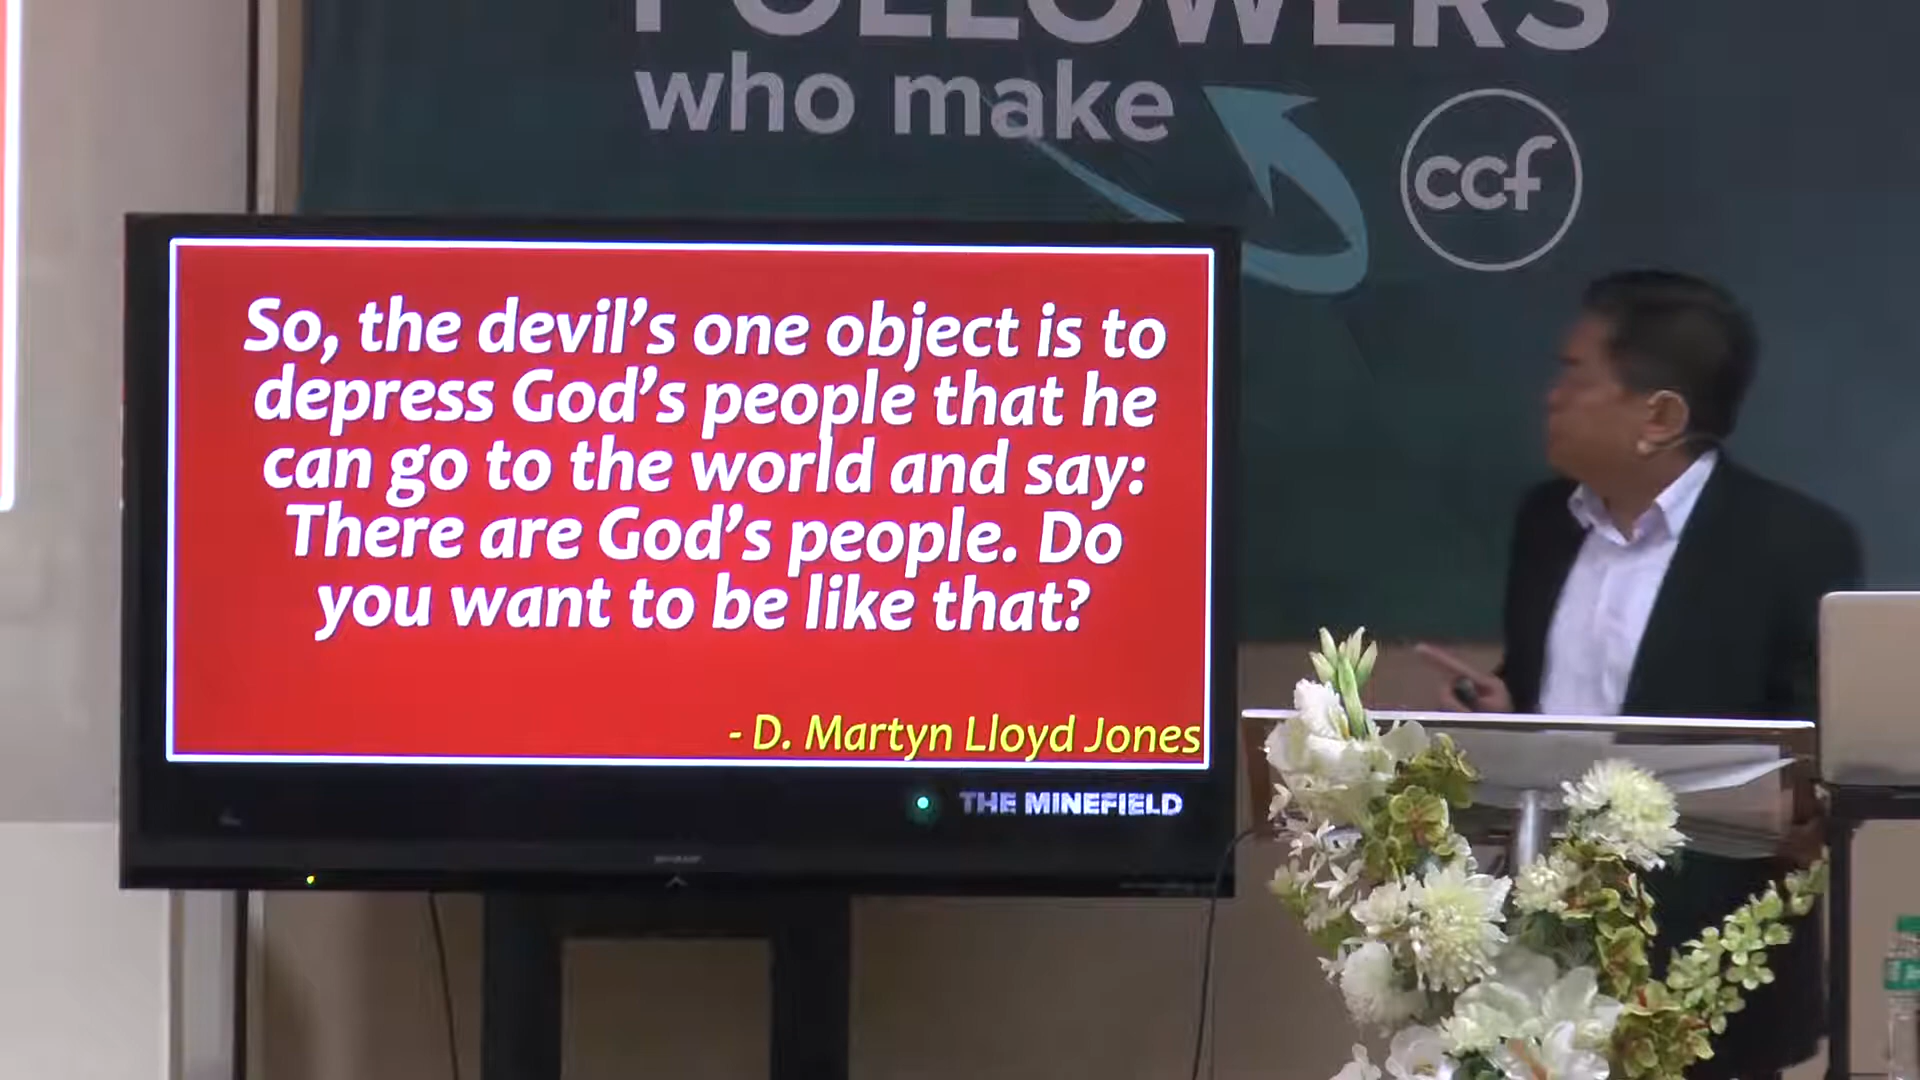 FOLLOWERS
who make
ccf
So, the devil's one object is to
depress God's people that he
can go to the world and say:
There are God's people. Do
you want to be like that?
- D. Martyn Lloyd Jones
THE MINEFIELD
SHARP